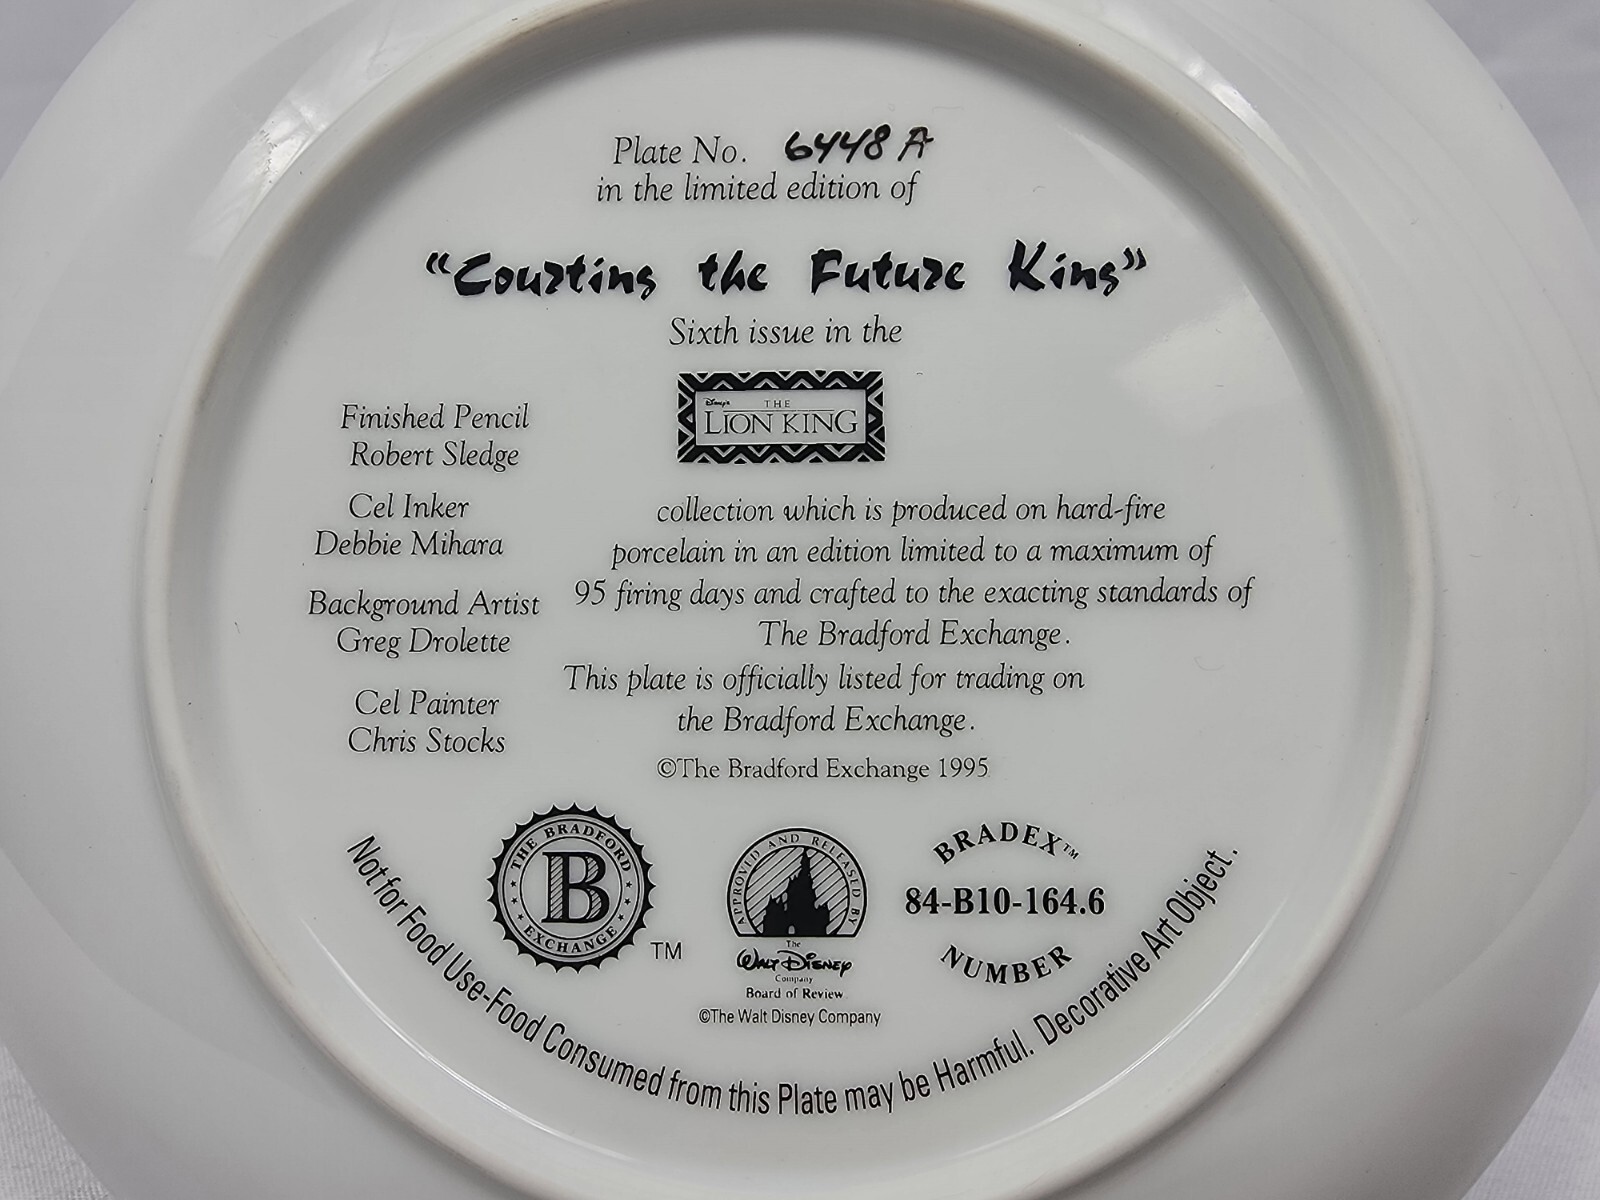 Plate No. 6448 A
in the limited edition of
"Courting the Future King"
Sixth issue in the
Disney's
THE
LION KING
Finished Pencil
Robert Sledge
Cel Inker
Debbie Mihara
Background Artist
Greg Drolette
Cel Painter
Chris Stocks
collection which is produced on hard-fire
porcelain in an edition limited to a maximum of
95 firing days and crafted to the exacting standards of
The Bradford Exchange.
This plate is officially listed for trading on
the Bradford Exchange.
©The Bradford Exchange 1995
THE BRADFORD
B
EXCHANGE
TM
APPROVED AND RELEASED BY
The
WALT DISNEY
Company
Board of Review
©The Walt Disney Company
BRADEX™
84-B10-164.6
NUMBER
Not for Food Use-Food Consumed from this Plate may be Harmful. Decorative Art Object.